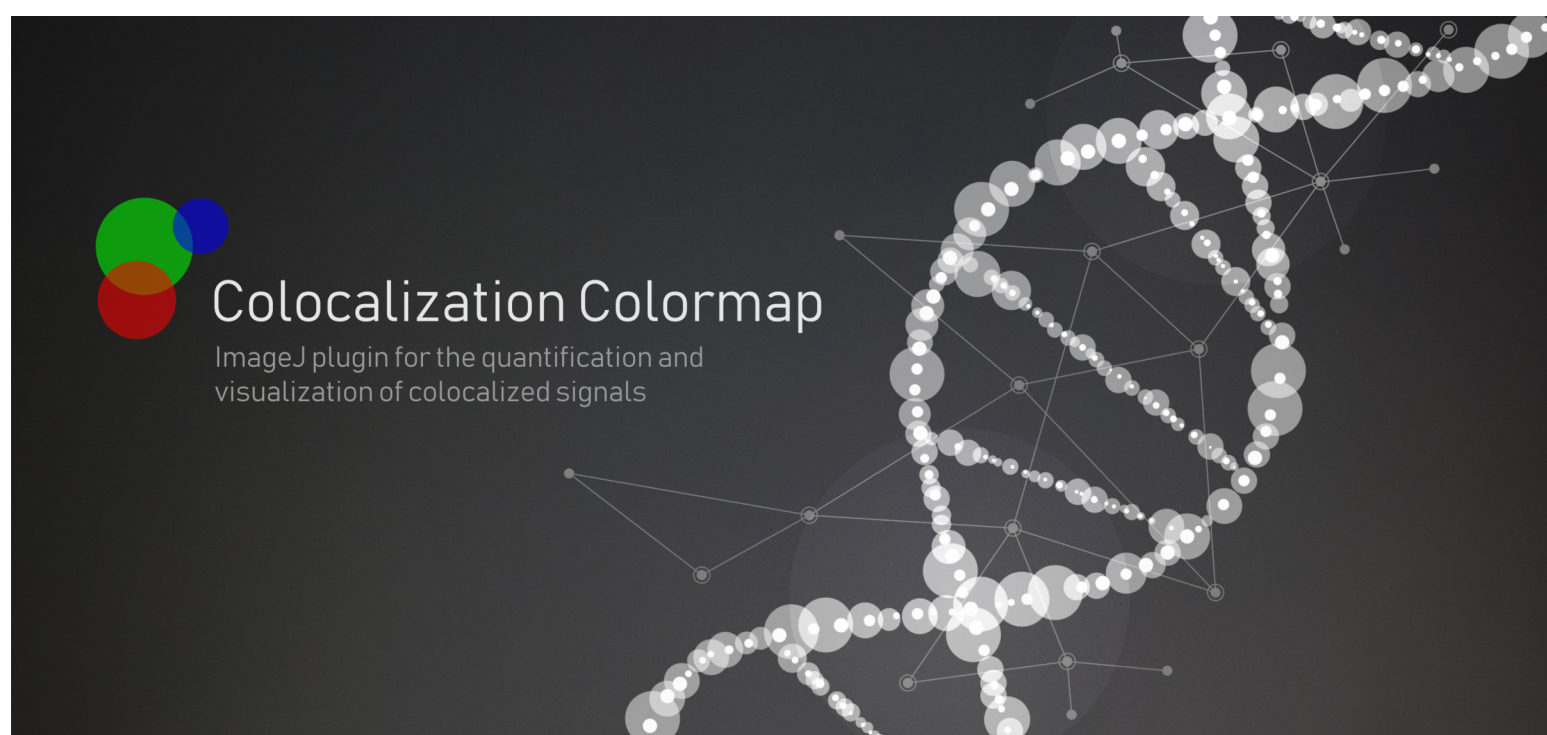 Colocalization Colormap
ImageJ plugin for the quantification and
visualization of colocalized signals